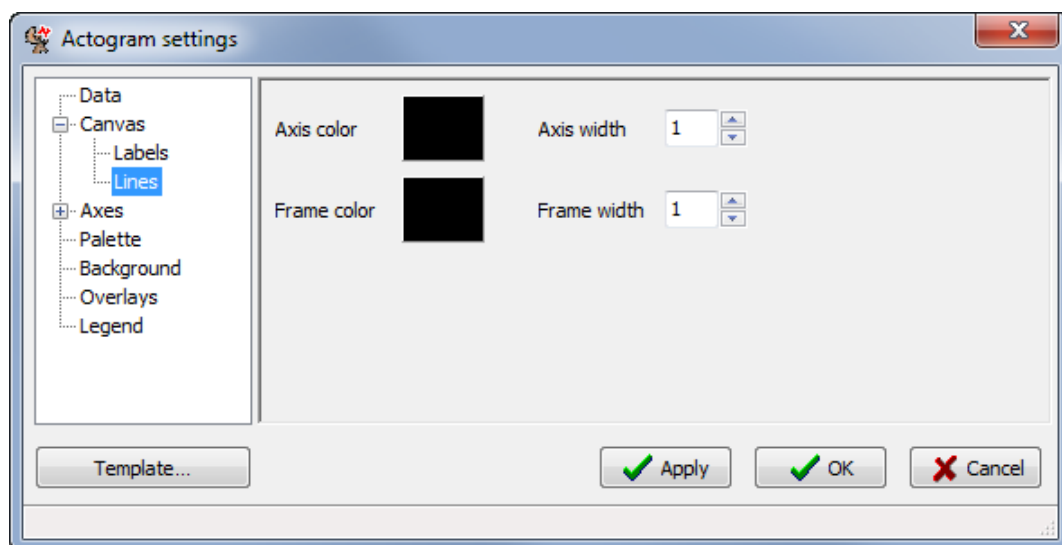 Actogram settings
Data
Canvas
Labels
Lines
Axes
Palette
Background
Overlays
Legend
Axis color
Axis width 1
Frame color
Frame width 1
Template...
Apply
OK
Cancel